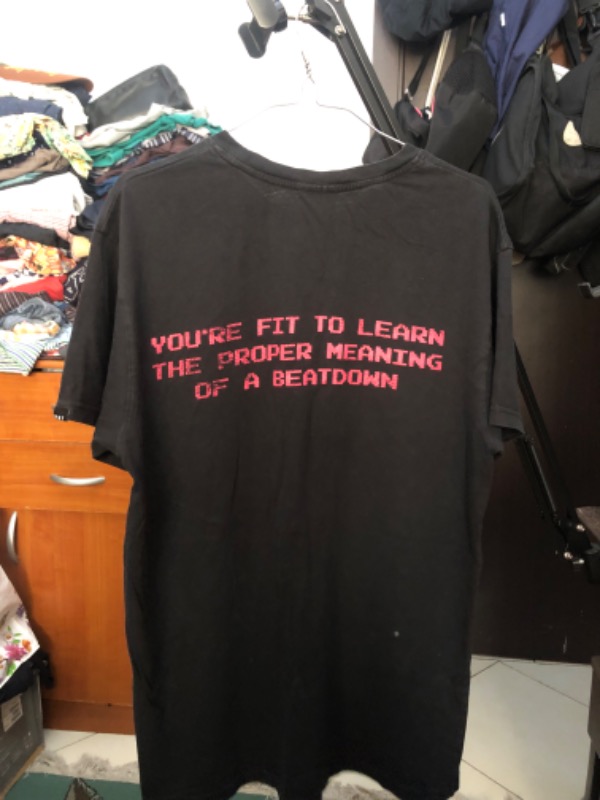 YOU'RE FIT TO LEARN
THE PROPER MEANING
OF A BEATDOWN